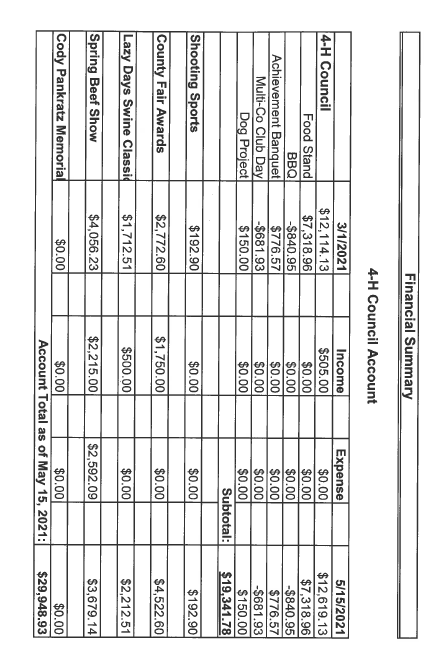 Financial Summary
4-H Council Account
3/1/2021 Income Expense 5/15/2021
4-H Council $12,114.13 $505.00 $0.00 $12,619.13
Food Stand $7,318.96 $0.00 $0.00 $7,318.96
BBQ -$840.95 $0.00 $0.00 -$840.95
Achievement Banquet $776.57 $0.00 $0.00 $776.57
Multi-Co Club Day -$681.93 $0.00 $0.00 -$681.93
Dog Project $150.00 $0.00 $0.00 $150.00
Subtotal: $19,341.78
Shooting Sports $192.90 $0.00 $0.00 $192.90
County Fair Awards $2,772.60 $1,750.00 $0.00 $4,522.60
Lazy Days Swine Classi $1,712.51 $500.00 $0.00 $2,212.51
Spring Beef Show $4,056.23 $2,215.00 $2,592.09 $3,679.14
Cody Pankratz Memorial $0.00 $0.00 $0.00 $0.00
Account Total as of May 15, 2021: $29,948.93